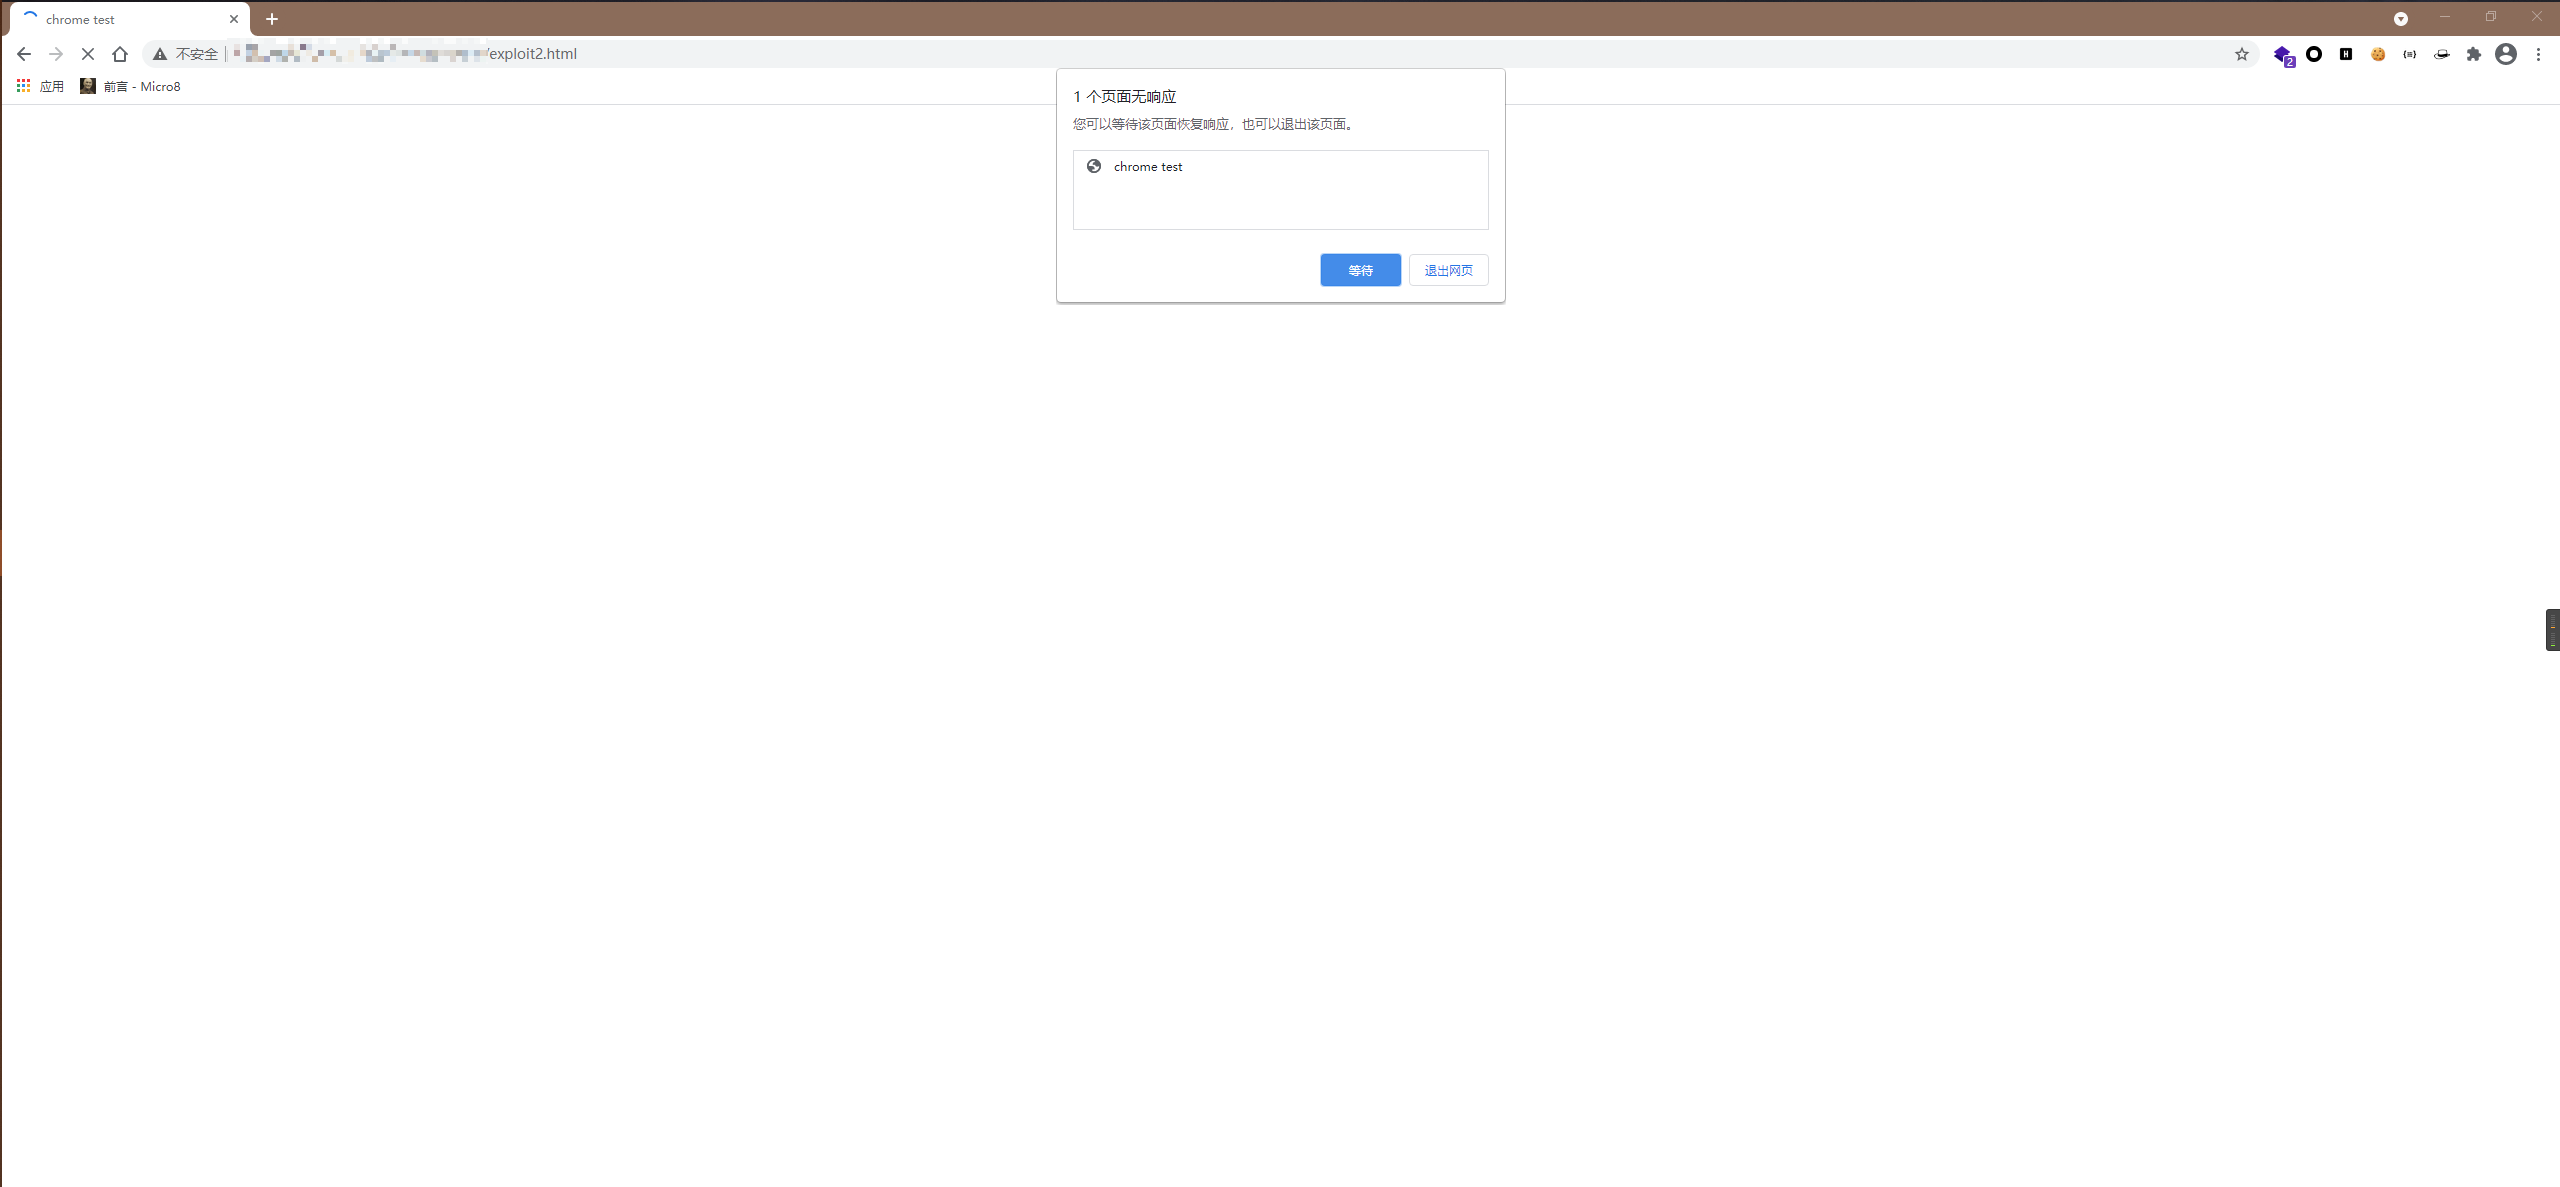 chrome test
不安全 | /exploit2.html
2
H
应用 前言 - Micro8
1 个页面无响应
您可以等待该页面恢复响应，也可以退出该页面。
chrome test
等待 退出网页